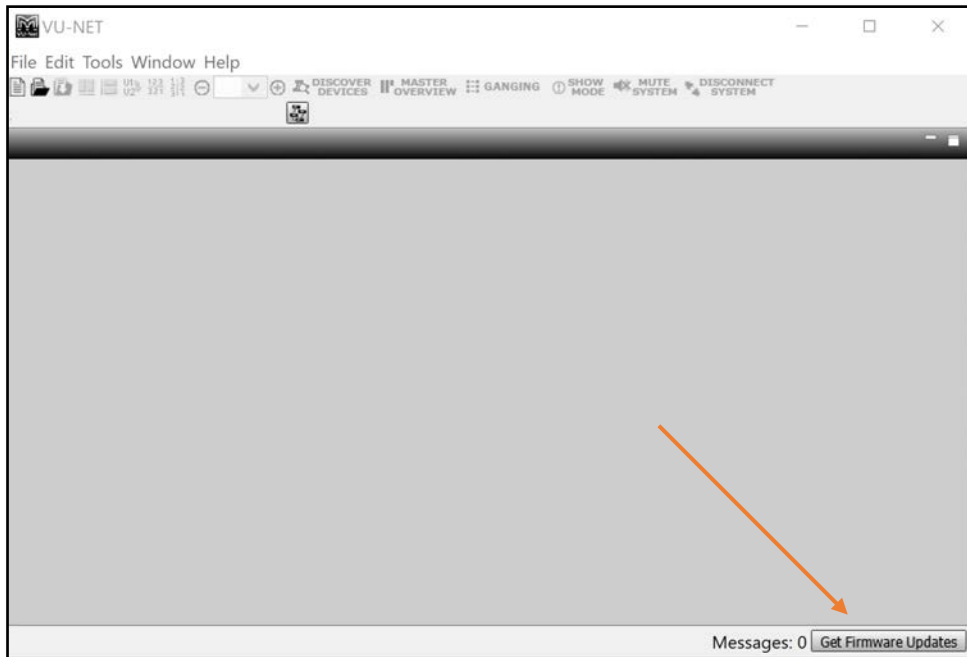 VU-NET
File Edit Tools Window Help
DISCOVER DEVICES MASTER OVERVIEW GANGING SHOW MODE MUTE SYSTEM DISCONNECT SYSTEM
Messages: 0 Get Firmware Updates